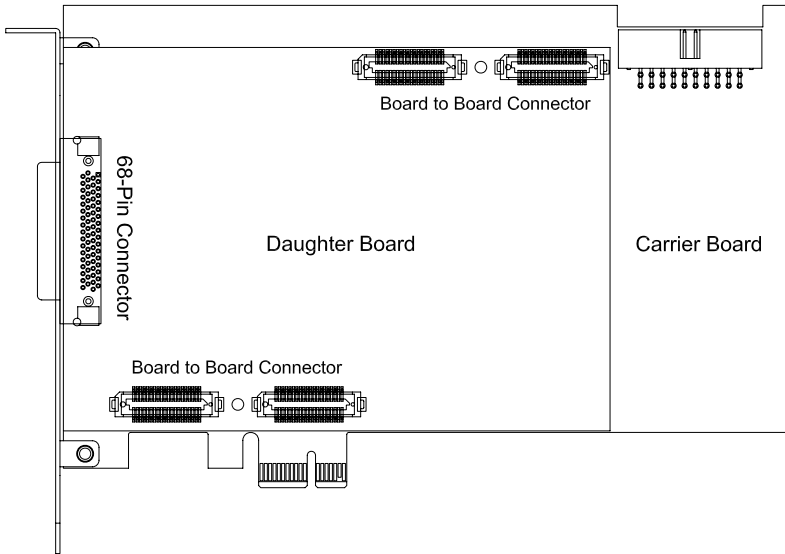 Board to Board Connector
68-Pin Connector
Daughter Board
Carrier Board
Board to Board Connector